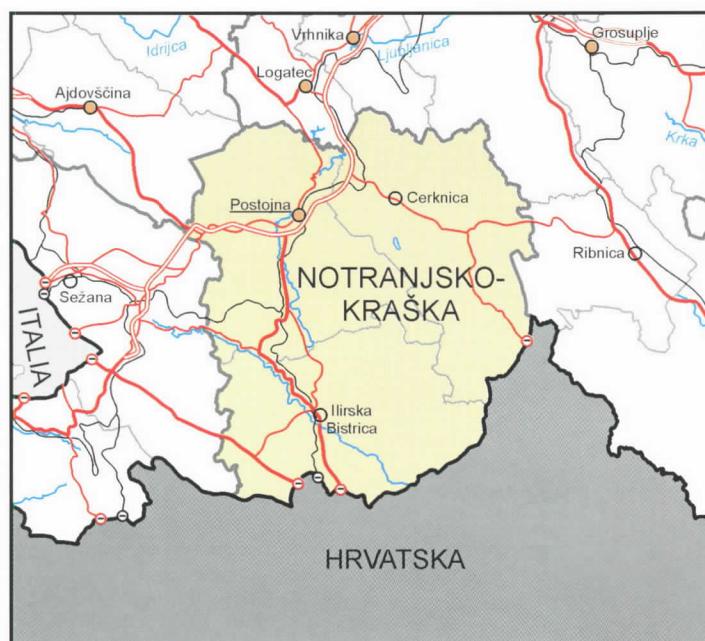 Vrhnika
Grosuplje
Idrijca
Ljubljanica
Logatec
Ajdovščina
Krka
Cerknica
Postojna
Ribnica
NOTRANJSKO-
KRAŠKA
Sežana
ITALIA
Ilirska
Bistrica
HRVATSKA